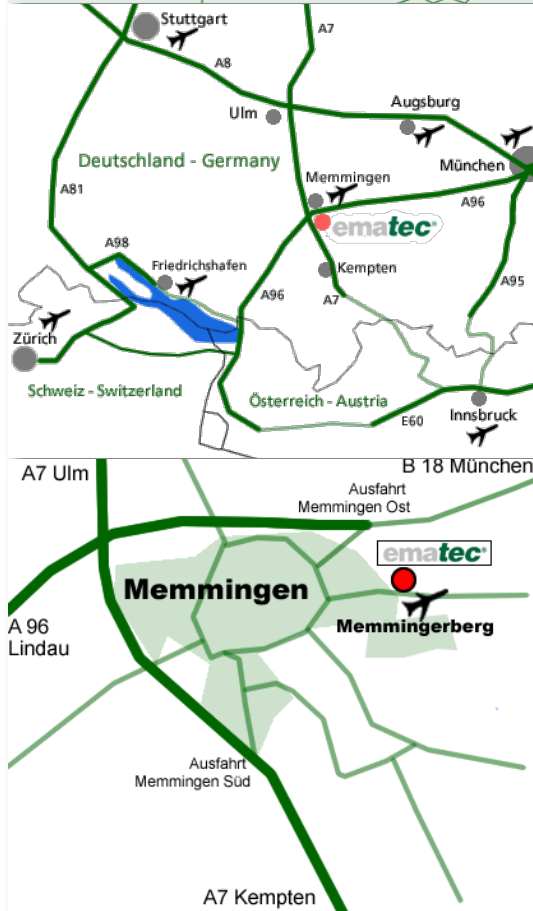 Stuttgart
A7
A8
Augsburg
Ulm
München
Deutschland - Germany
Memmingen
A81
A96
ematec®
A98
Friedrichshafen
Kempten
A95
A96
A7
Zürich
Schweiz - Switzerland
Österreich - Austria
E60
Innsbruck
A7 Ulm
B 18 München
Ausfahrt
Memmingen Ost
ematec®
Memmingen
A 96
Lindau
Memmingerberg
Ausfahrt
Memmingen Süd
A7 Kempten